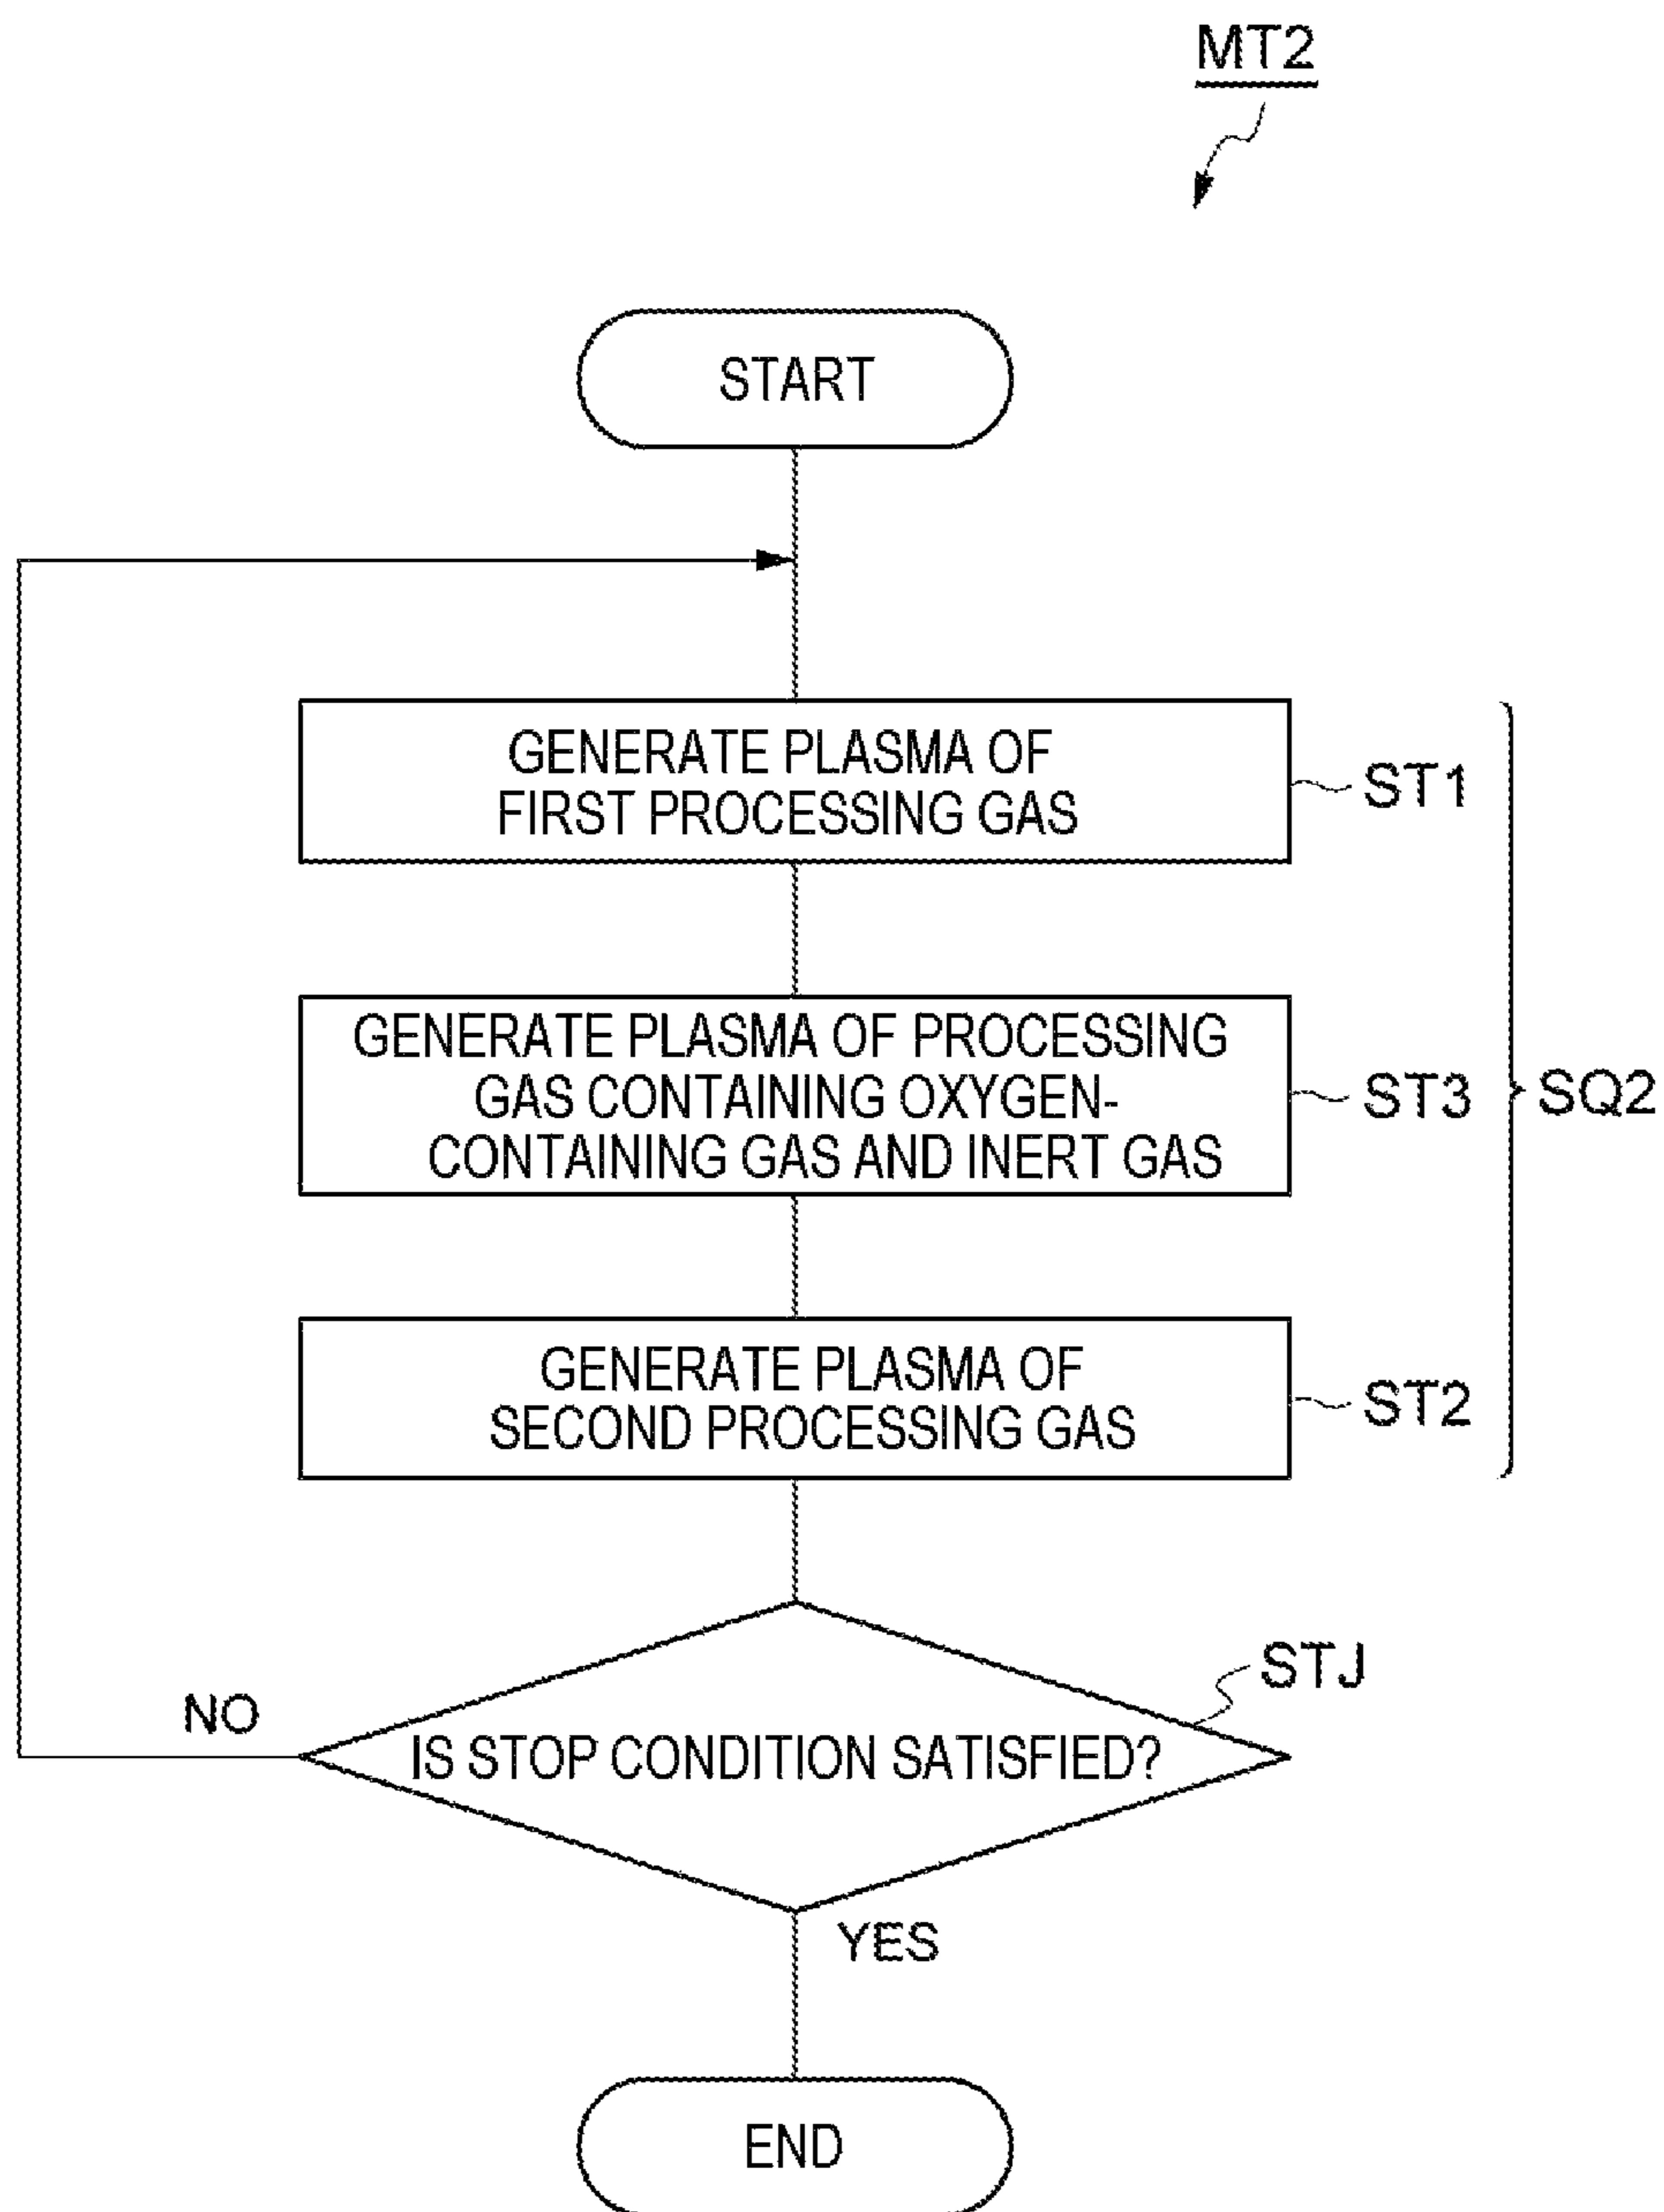 MT2
START
GENERATE PLASMA OF
FIRST PROCESSING GAS
ST1
GENERATE PLASMA OF PROCESSING
GAS CONTAINING OXYGEN-
CONTAINING GAS AND INERT GAS
ST3
SQ2
GENERATE PLASMA OF
SECOND PROCESSING GAS
ST2
STJ
NO
IS STOP CONDITION SATISFIED?
YES
END